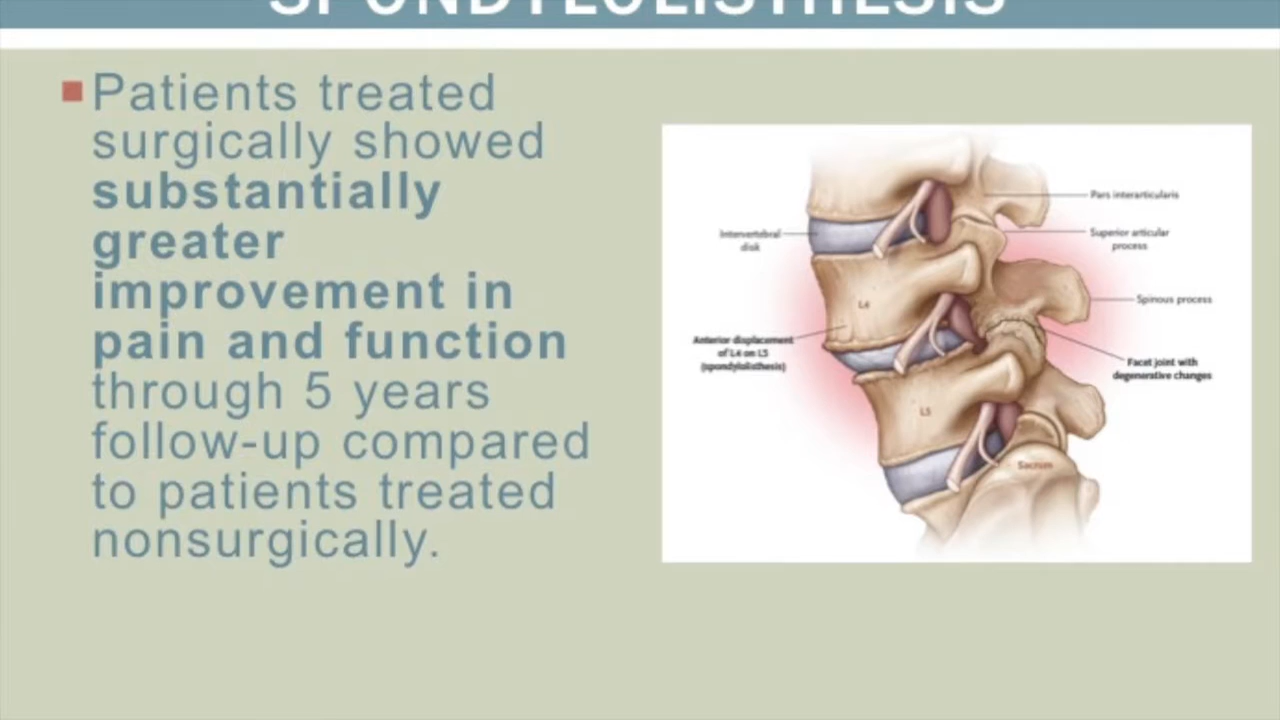 SPONDYLOLISTHESIS
Patients treated
surgically showed
substantially
greater
improvement in
pain and function
through 5 years
follow-up compared
to patients treated
nonsurgically.
Pars interarticularis
Intervertebral
disk
Superior articular
process
L4
Spinous process
Anterior displacement
of L4 on L5
(spondylolisthesis)
Facet joint with
degenerative changes
L5
Sacrum